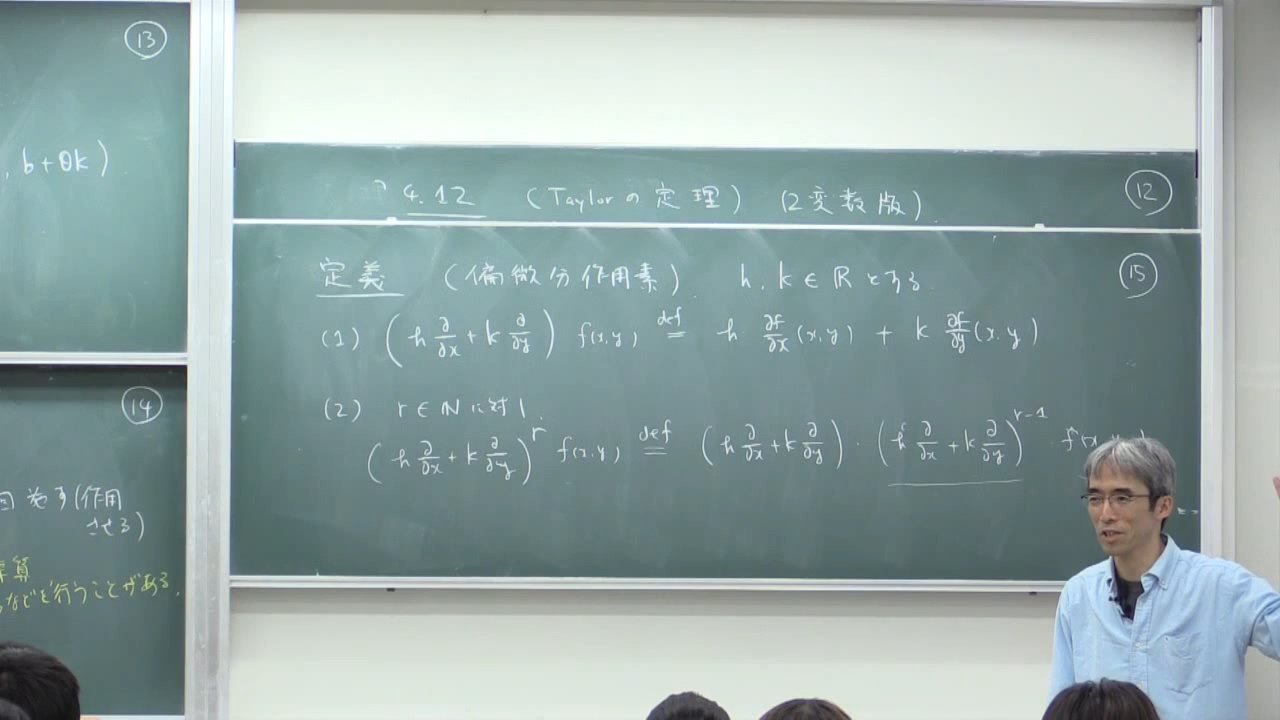 ⑬
, b+θk)
⑭
回施す(作用
させる)
算
などを行うことがある.
4.12 (Taylorの定理) (2変数版). ⑫
定義 (偏微分作用素). h, k ∈ ℝ とする. ⑮
(1) (h ∂/∂x + k ∂/∂y) f(x,y) def= h ∂f/∂x (x,y) + k ∂f/∂y (x,y)
(2) r ∈ ℕ に対し.
(h ∂/∂x + k ∂/∂y)^r f(x,y) def= (h ∂/∂x + k ∂/∂y)・(h ∂/∂x + k ∂/∂y)^{r-1} f(x,